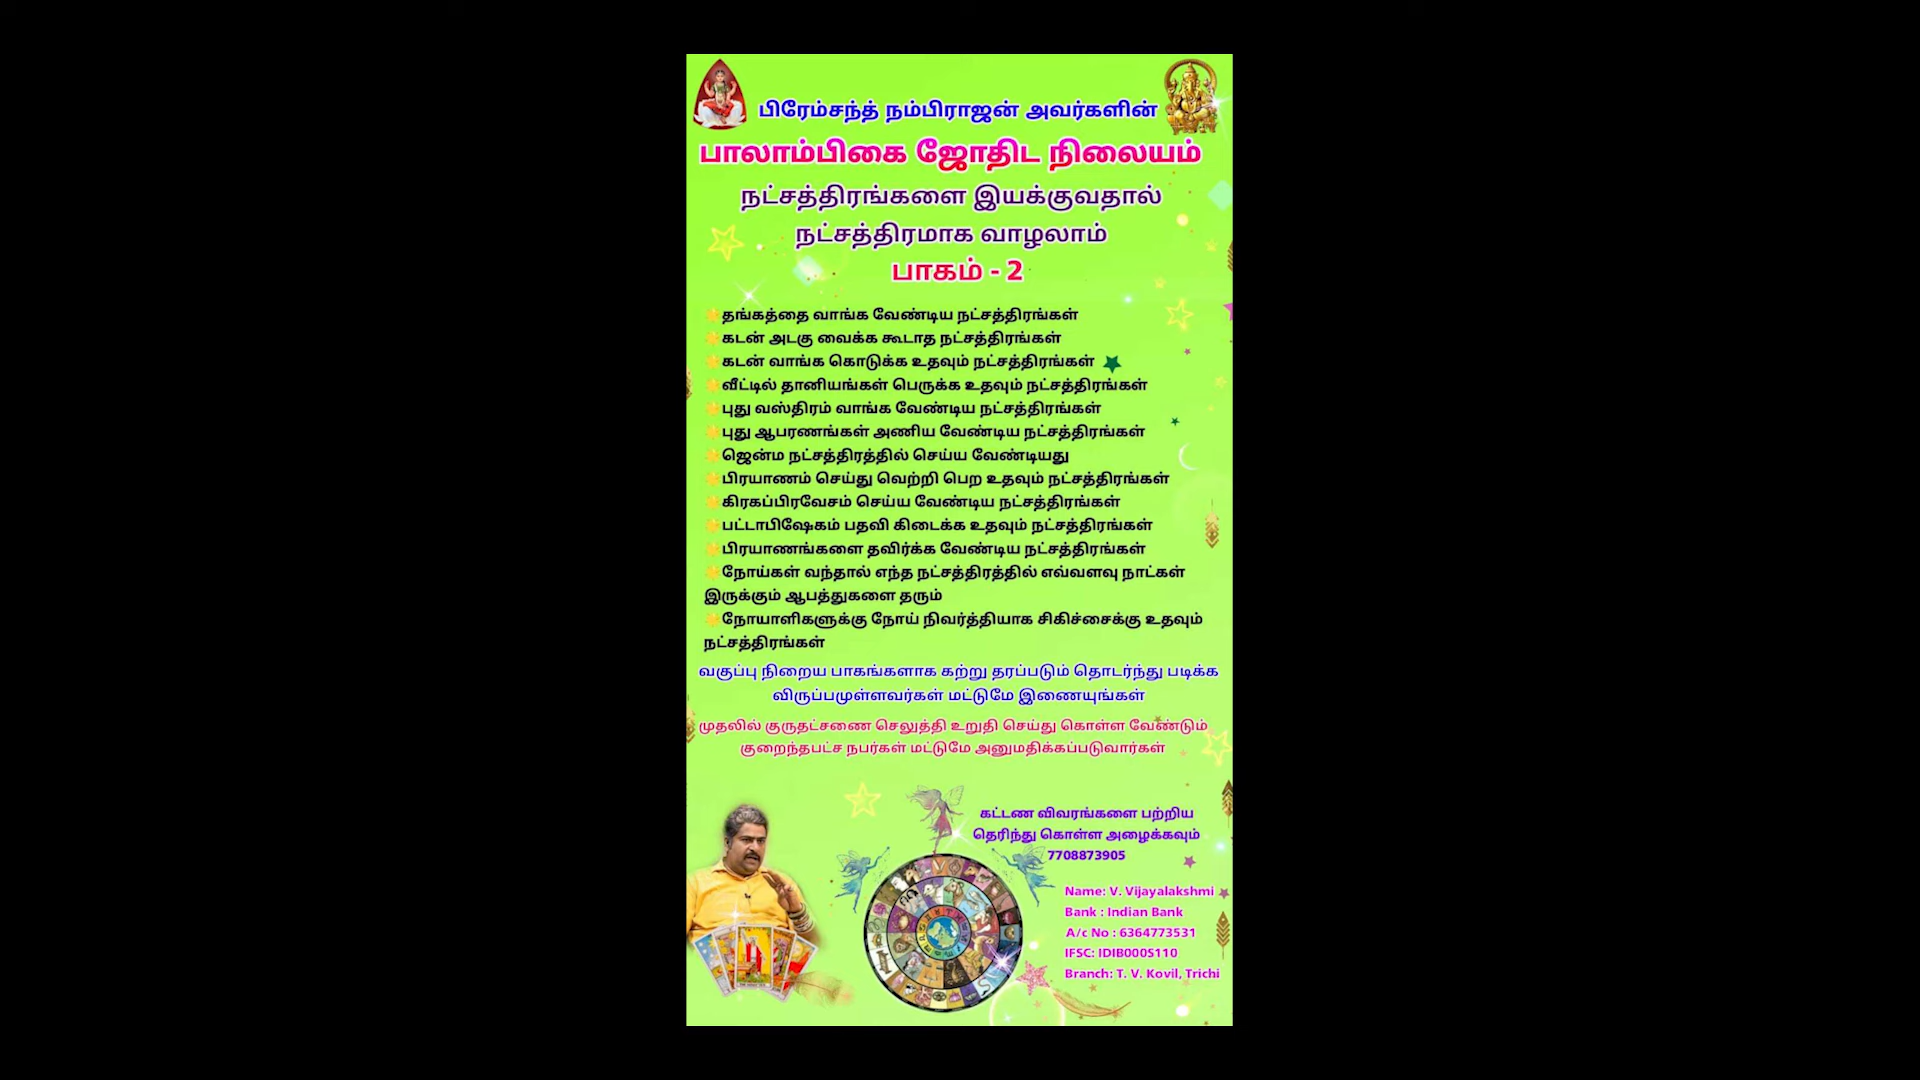 பிரேம்சந்த் நம்பிராஜன் அவர்களின்
பாலாம்பிகை ஜோதிட நிலையம்
நட்சத்திரங்களை இயக்குவதால்
நட்சத்திரமாக வாழலாம்
பாகம் - 2
தங்கத்தை வாங்க வேண்டிய நட்சத்திரங்கள்
கடன் அடகு வைக்க கூடாத நட்சத்திரங்கள்
கடன் வாங்க கொடுக்க உதவும் நட்சத்திரங்கள்
வீட்டில் தானியங்கள் பெருக்க உதவும் நட்சத்திரங்கள்
புது வஸ்திரம் வாங்க வேண்டிய நட்சத்திரங்கள்
புது ஆபரணங்கள் அணிய வேண்டிய நட்சத்திரங்கள்
ஜென்ம நட்சத்திரத்தில் செய்ய வேண்டியது
பிரயாணம் செய்து வெற்றி பெற உதவும் நட்சத்திரங்கள்
கிரகப்பிரவேசம் செய்ய வேண்டிய நட்சத்திரங்கள்
பட்டாபிஷேகம் பதவி கிடைக்க உதவும் நட்சத்திரங்கள்
பிரயாணங்களை தவிர்க்க வேண்டிய நட்சத்திரங்கள்
நோய்கள் வந்தால் எந்த நட்சத்திரத்தில் எவ்வளவு நாட்கள்
இருக்கும் ஆபத்துகளை தரும்
நோயாளிகளுக்கு நோய் நிவர்த்தியாக சிகிச்சைக்கு உதவும்
நட்சத்திரங்கள்
வகுப்பு நிறைய பாகங்களாக கற்று தரப்படும் தொடர்ந்து படிக்க
விருப்பமுள்ளவர்கள் மட்டுமே இணையுங்கள்
முதலில் குருதட்சணை செலுத்தி உறுதி செய்து கொள்ள வேண்டும்
குறைந்தபட்ச நபர்கள் மட்டுமே அனுமதிக்கப்படுவார்கள்
கட்டண விவரங்களை பற்றிய
தெரிந்து கொள்ள அழைக்கவும்
7708873905
Name: V. Vijayalakshmi
Bank : Indian Bank
A/c No : 6364773531
IFSC: IDIB000S110
Branch: T. V. Kovil, Trichi